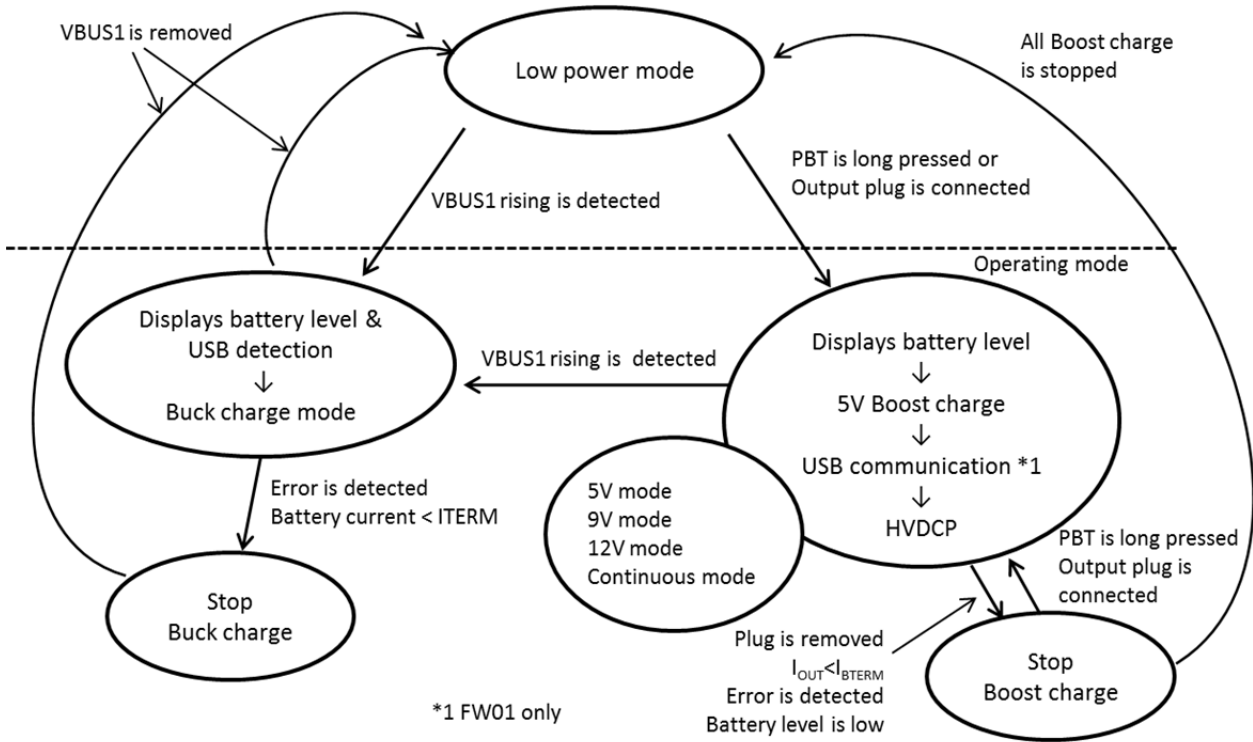 VBUS1 is removed
Low power mode
All Boost charge
is stopped
PBT is long pressed or
Output plug is connected
VBUS1 rising is detected
Operating mode
Displays battery level &
USB detection
↓
Buck charge mode
VBUS1 rising is detected
Displays battery level
↓
5V Boost charge
↓
USB communication *1
↓
HVDCP
5V mode
9V mode
12V mode
Continuous mode
Error is detected
Battery current < ITERM
PBT is long pressed
Output plug is
connected
Stop
Buck charge
Plug is removed
IOUT<IBTERM
Error is detected
Battery level is low
Stop
Boost charge
*1 FW01 only